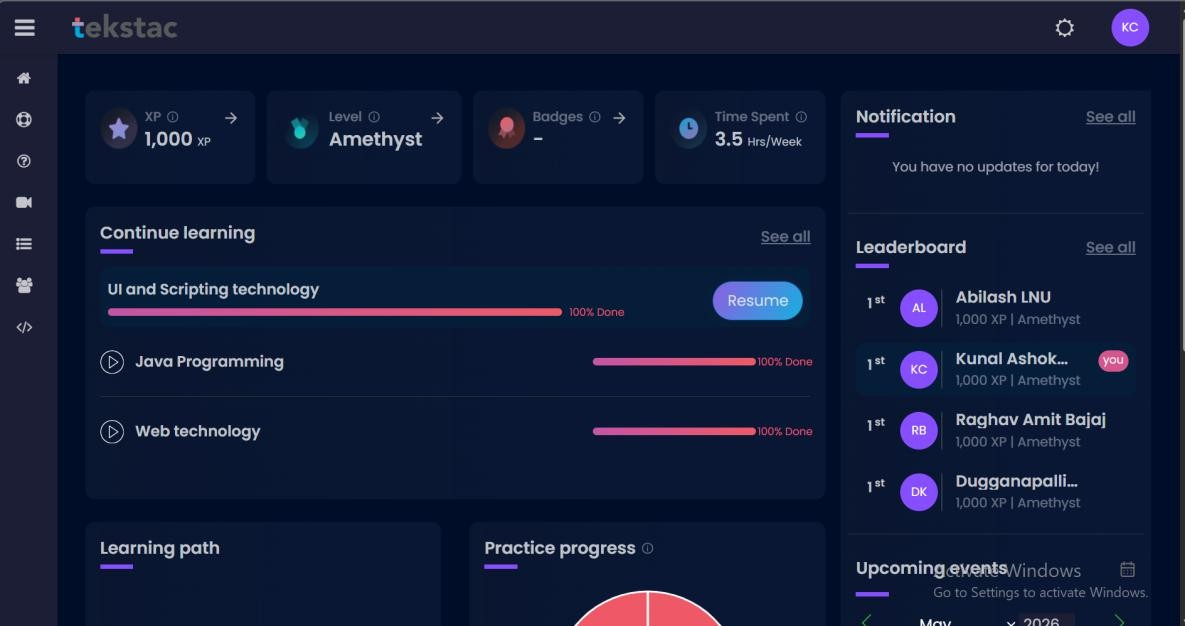 tekstac
KC
XP
1,000 XP
Level
Amethyst
Badges
-
Time Spent
3.5 Hrs/Week
Continue learning
See all
UI and Scripting technology
100% Done
Resume
Java Programming
100% Done
Web technology
100% Done
Learning path
Practice progress
Notification
See all
You have no updates for today!
Leaderboard
See all
1st
AL
Abilash LNU
1,000 XP | Amethyst
1st
KC
Kunal Ashok...
you
1,000 XP | Amethyst
1st
RB
Raghav Amit Bajaj
1,000 XP | Amethyst
1st
DK
Dugganapalli...
1,000 XP | Amethyst
Upcoming events
Activate Windows
Go to Settings to activate Windows.
May
2026